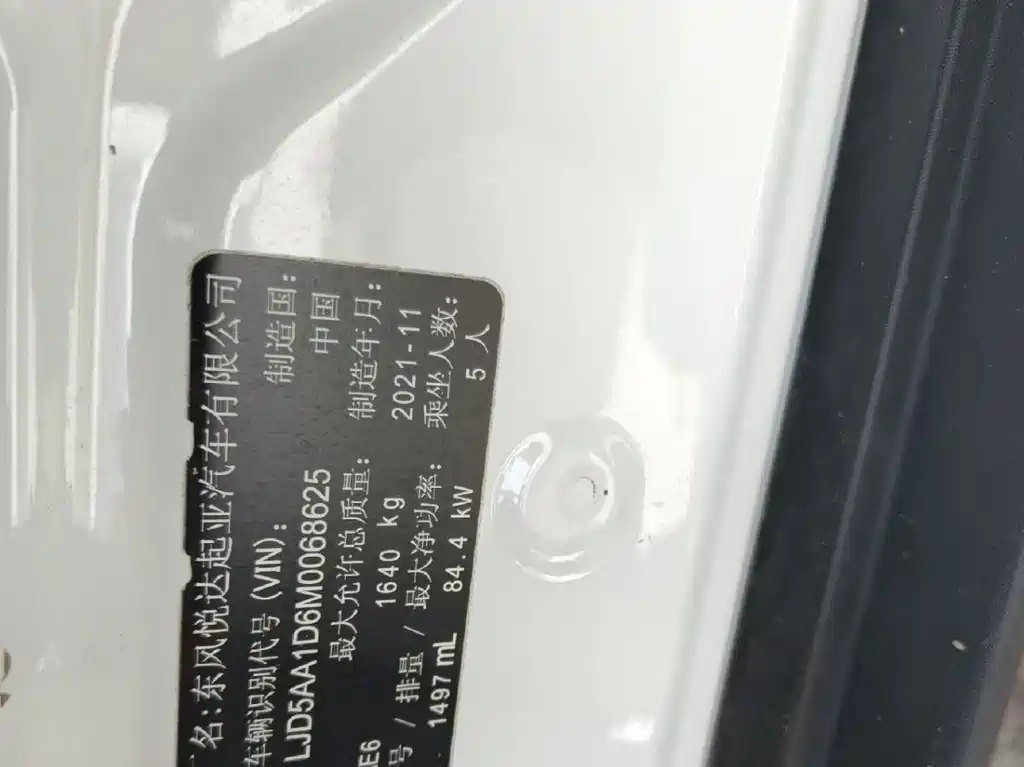 名:东风悦达起亚汽车有限公司
车辆识别代号(VIN): 制造国:
LJD5AA1D6M0068625 中国
最大允许总质量: 制造年月:
1640 kg 2021-11
号 / 排量 / 最大净功率: 乘坐人数:
1497 mL 84.4 kW 5 人